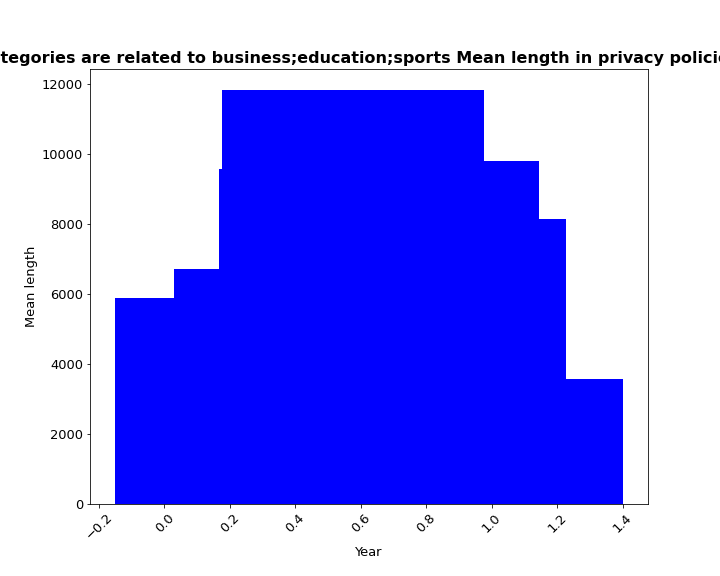 are related to business;education;sports Mean length in privacy
12000
10000
8000
6000
4000
2000
0
Mean length
−0.2 0.0 0.2 0.4 0.6 0.8 1.0 1.2 1.4
Year